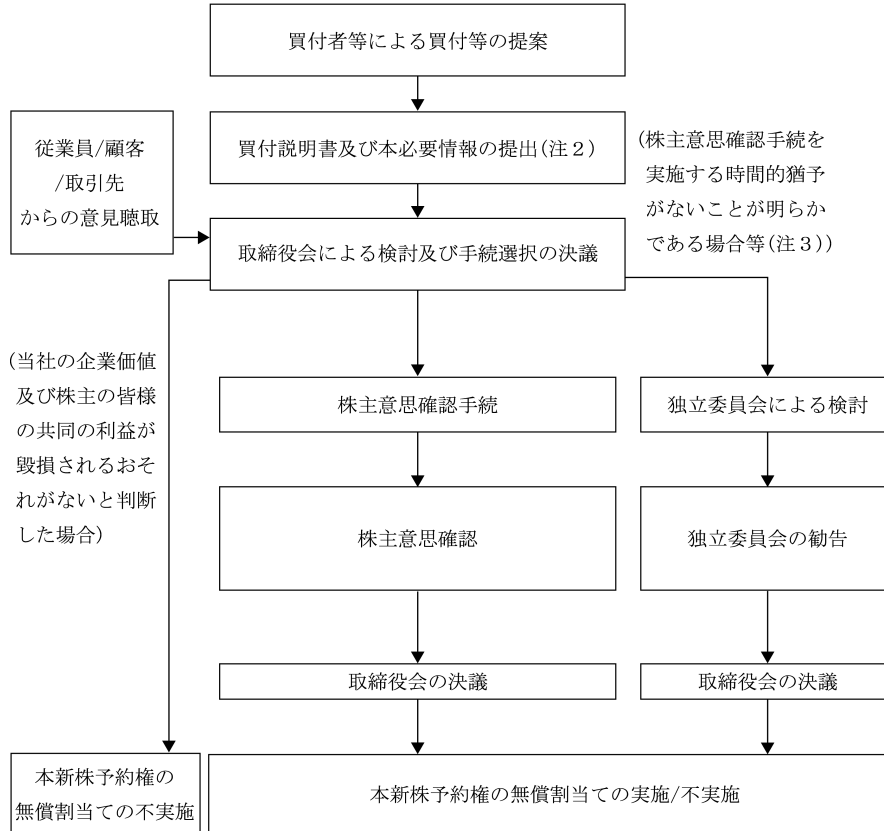 買付者等による買付等の提案
買付説明書及び本必要情報の提出(注２)
従業員/顧客
/取引先
からの意見聴取
(株主意思確認手続を
実施する時間的猶予
がないことが明らか
である場合等(注３))
取締役会による検討及び手続選択の決議
(当社の企業価値
及び株主の皆様
の共同の利益が
毀損されるおそ
れがないと判断
した場合)
株主意思確認手続
独立委員会による検討
株主意思確認
独立委員会の勧告
取締役会の決議
取締役会の決議
本新株予約権の
無償割当ての不実施
本新株予約権の無償割当ての実施/不実施